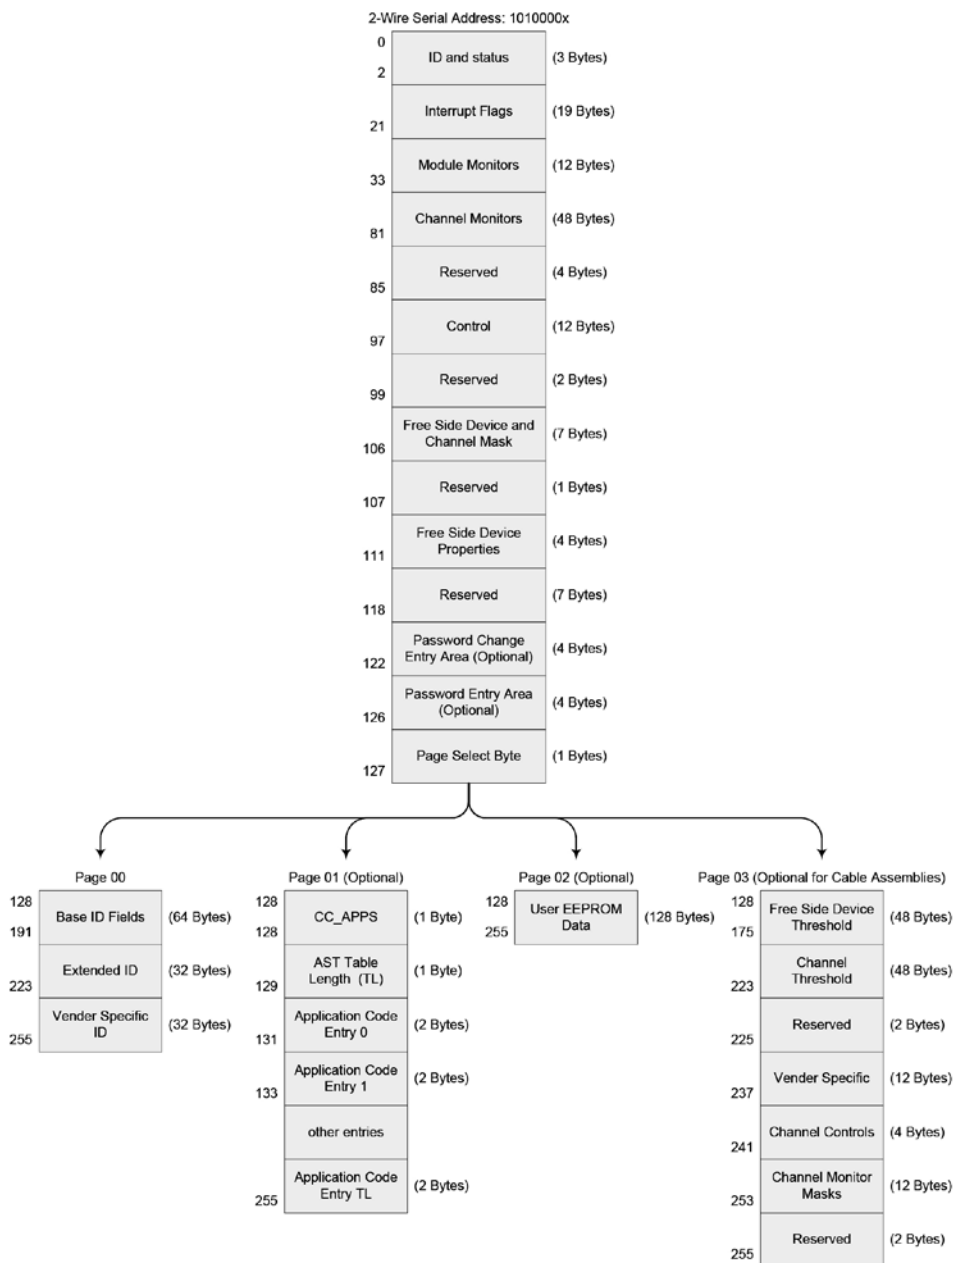 2-Wire Serial Address: 1010000x
0
ID and status (3 Bytes)
2
Interrupt Flags (19 Bytes)
21
Module Monitors (12 Bytes)
33
Channel Monitors (48 Bytes)
81
Reserved (4 Bytes)
85
Control (12 Bytes)
97
Reserved (2 Bytes)
99
Free Side Device and
Channel Mask (7 Bytes)
106
Reserved (1 Bytes)
107
Free Side Device
Properties (4 Bytes)
111
Reserved (7 Bytes)
118
Password Change
Entry Area (Optional) (4 Bytes)
122
Password Entry Area
(Optional) (4 Bytes)
126
Page Select Byte (1 Bytes)
127
Page 00
128
Base ID Fields (64 Bytes)
191
Extended ID (32 Bytes)
223
Vender Specific
ID (32 Bytes)
255
Page 01 (Optional)
128
CC_APPS (1 Byte)
128
AST Table
Length (TL) (1 Byte)
129
Application Code
Entry 0 (2 Bytes)
131
Application Code
Entry 1 (2 Bytes)
133
other entries
Application Code
Entry TL (2 Bytes)
255
Page 02 (Optional)
128
User EEPROM
Data (128 Bytes)
255
Page 03 (Optional for Cable Assemblies)
128
Free Side Device
Threshold (48 Bytes)
175
Channel
Threshold (48 Bytes)
223
Reserved (2 Bytes)
225
Vender Specific (12 Bytes)
237
Channel Controls (4 Bytes)
241
Channel Monitor
Masks (12 Bytes)
253
Reserved (2 Bytes)
255